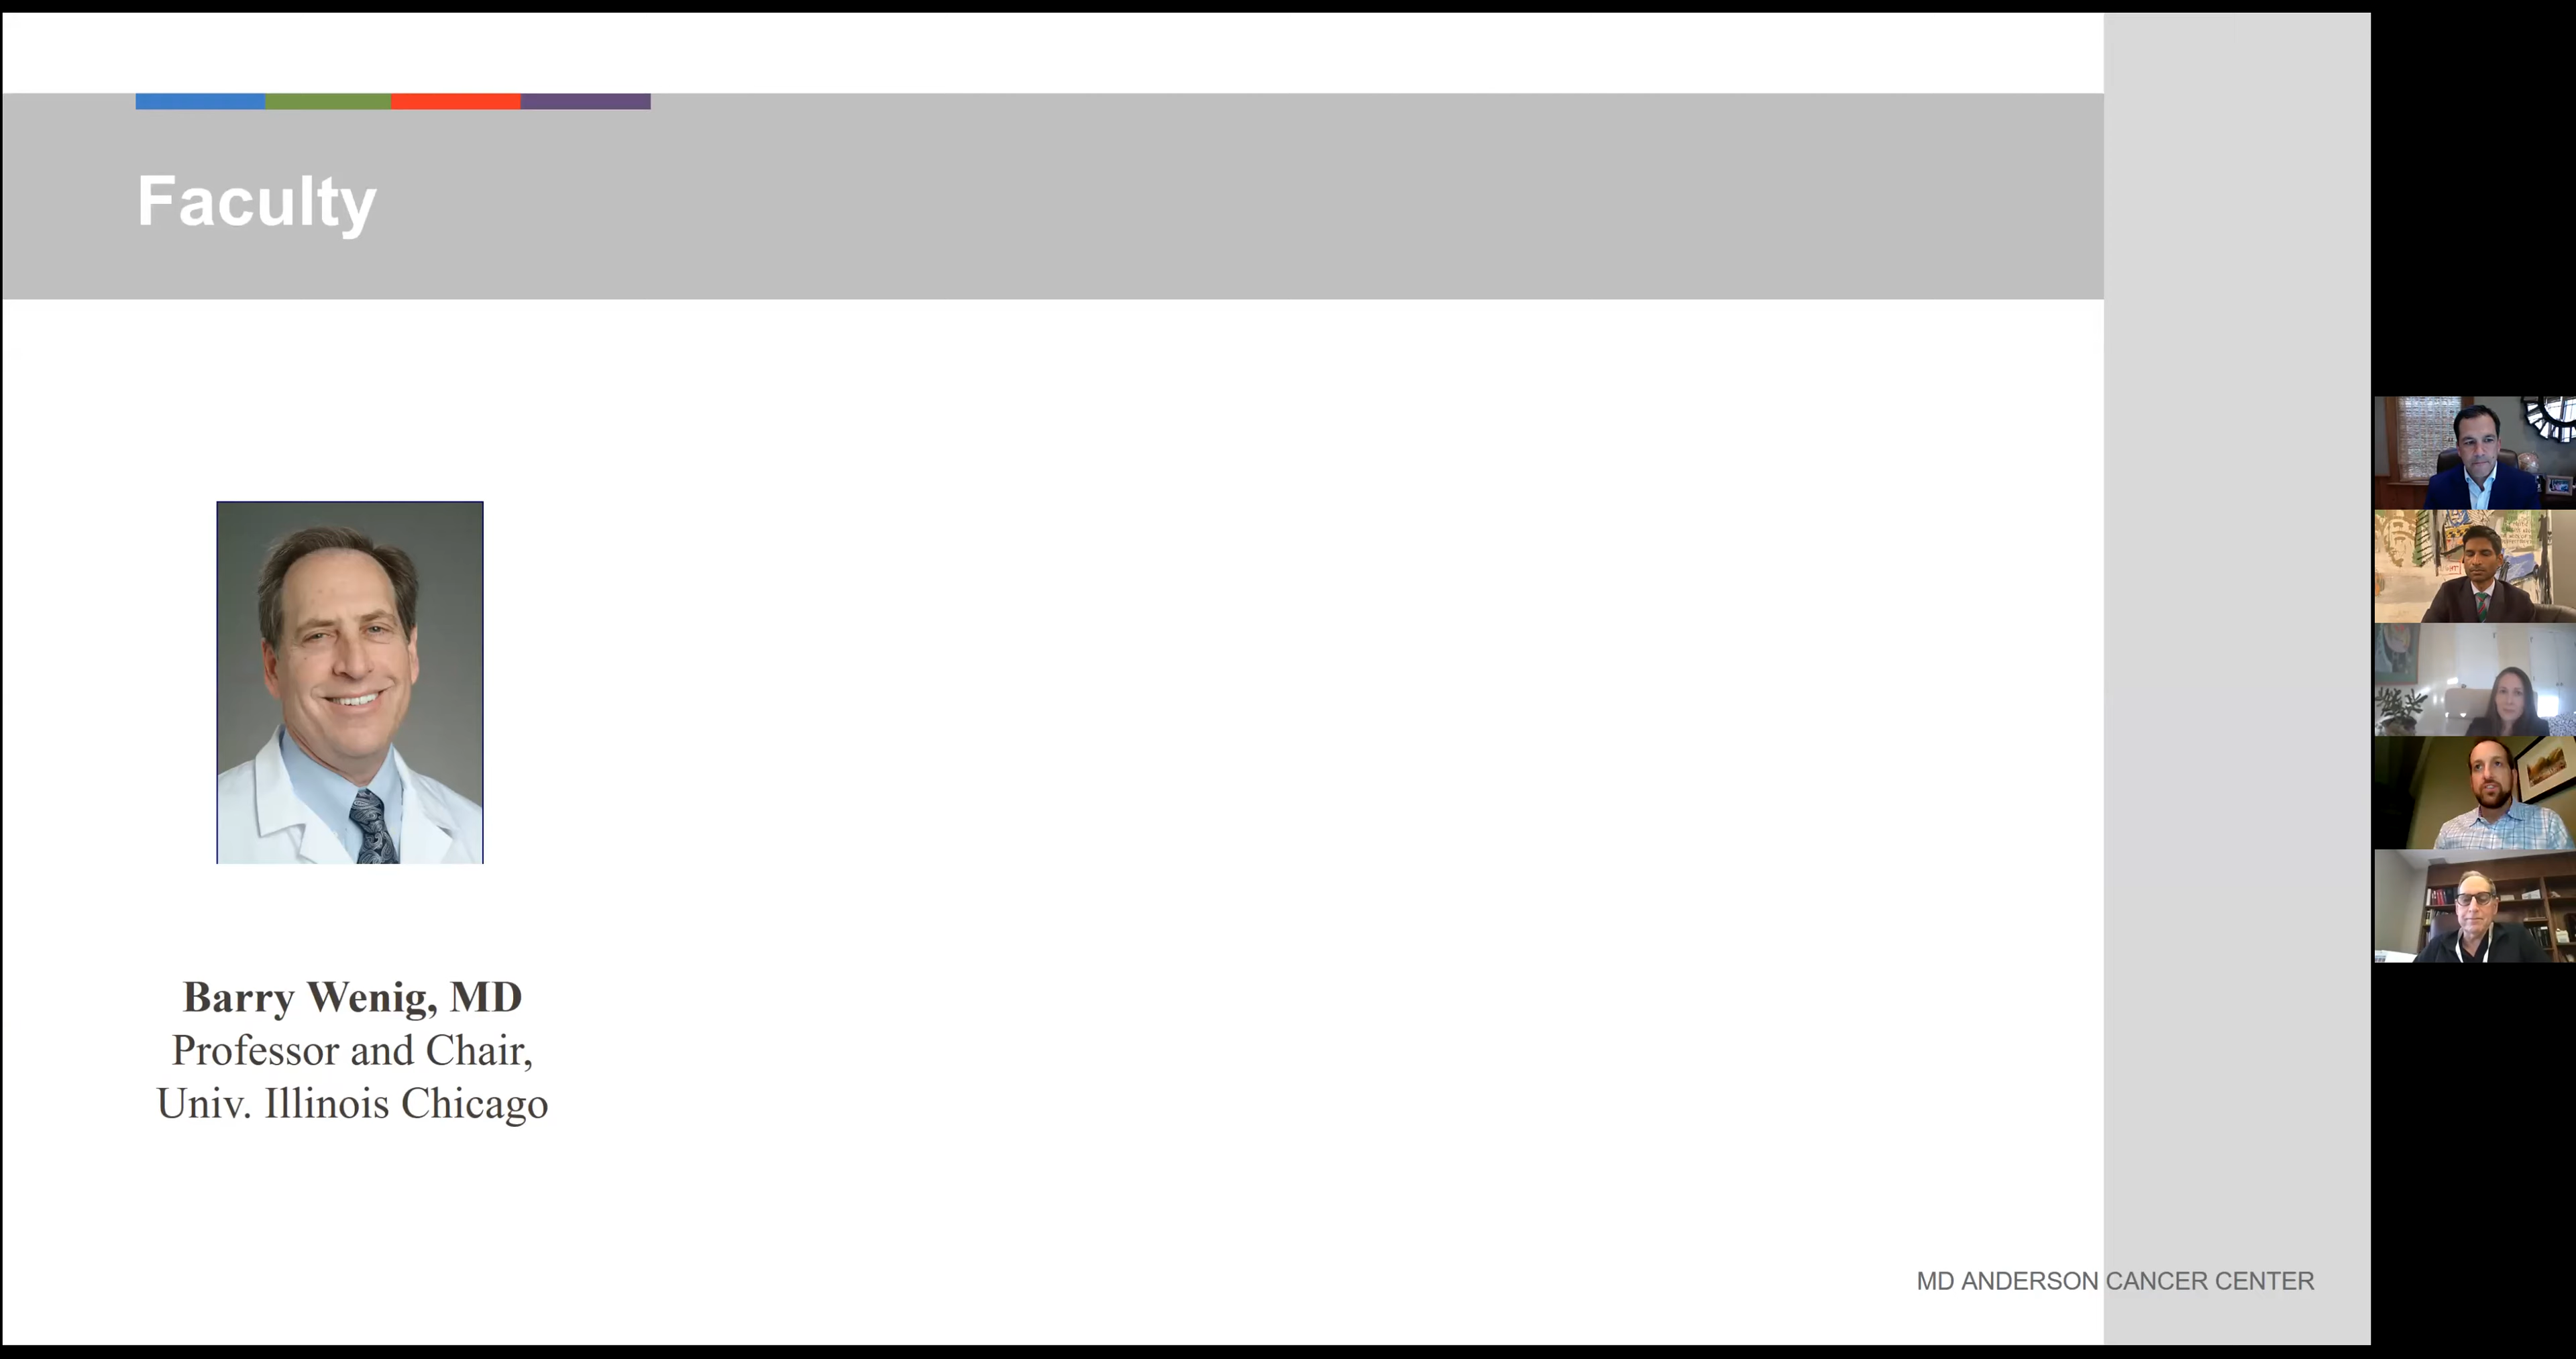 Faculty
Barry Wenig, MD
Professor and Chair,
Univ. Illinois Chicago
MD ANDERSON CANCER CENTER